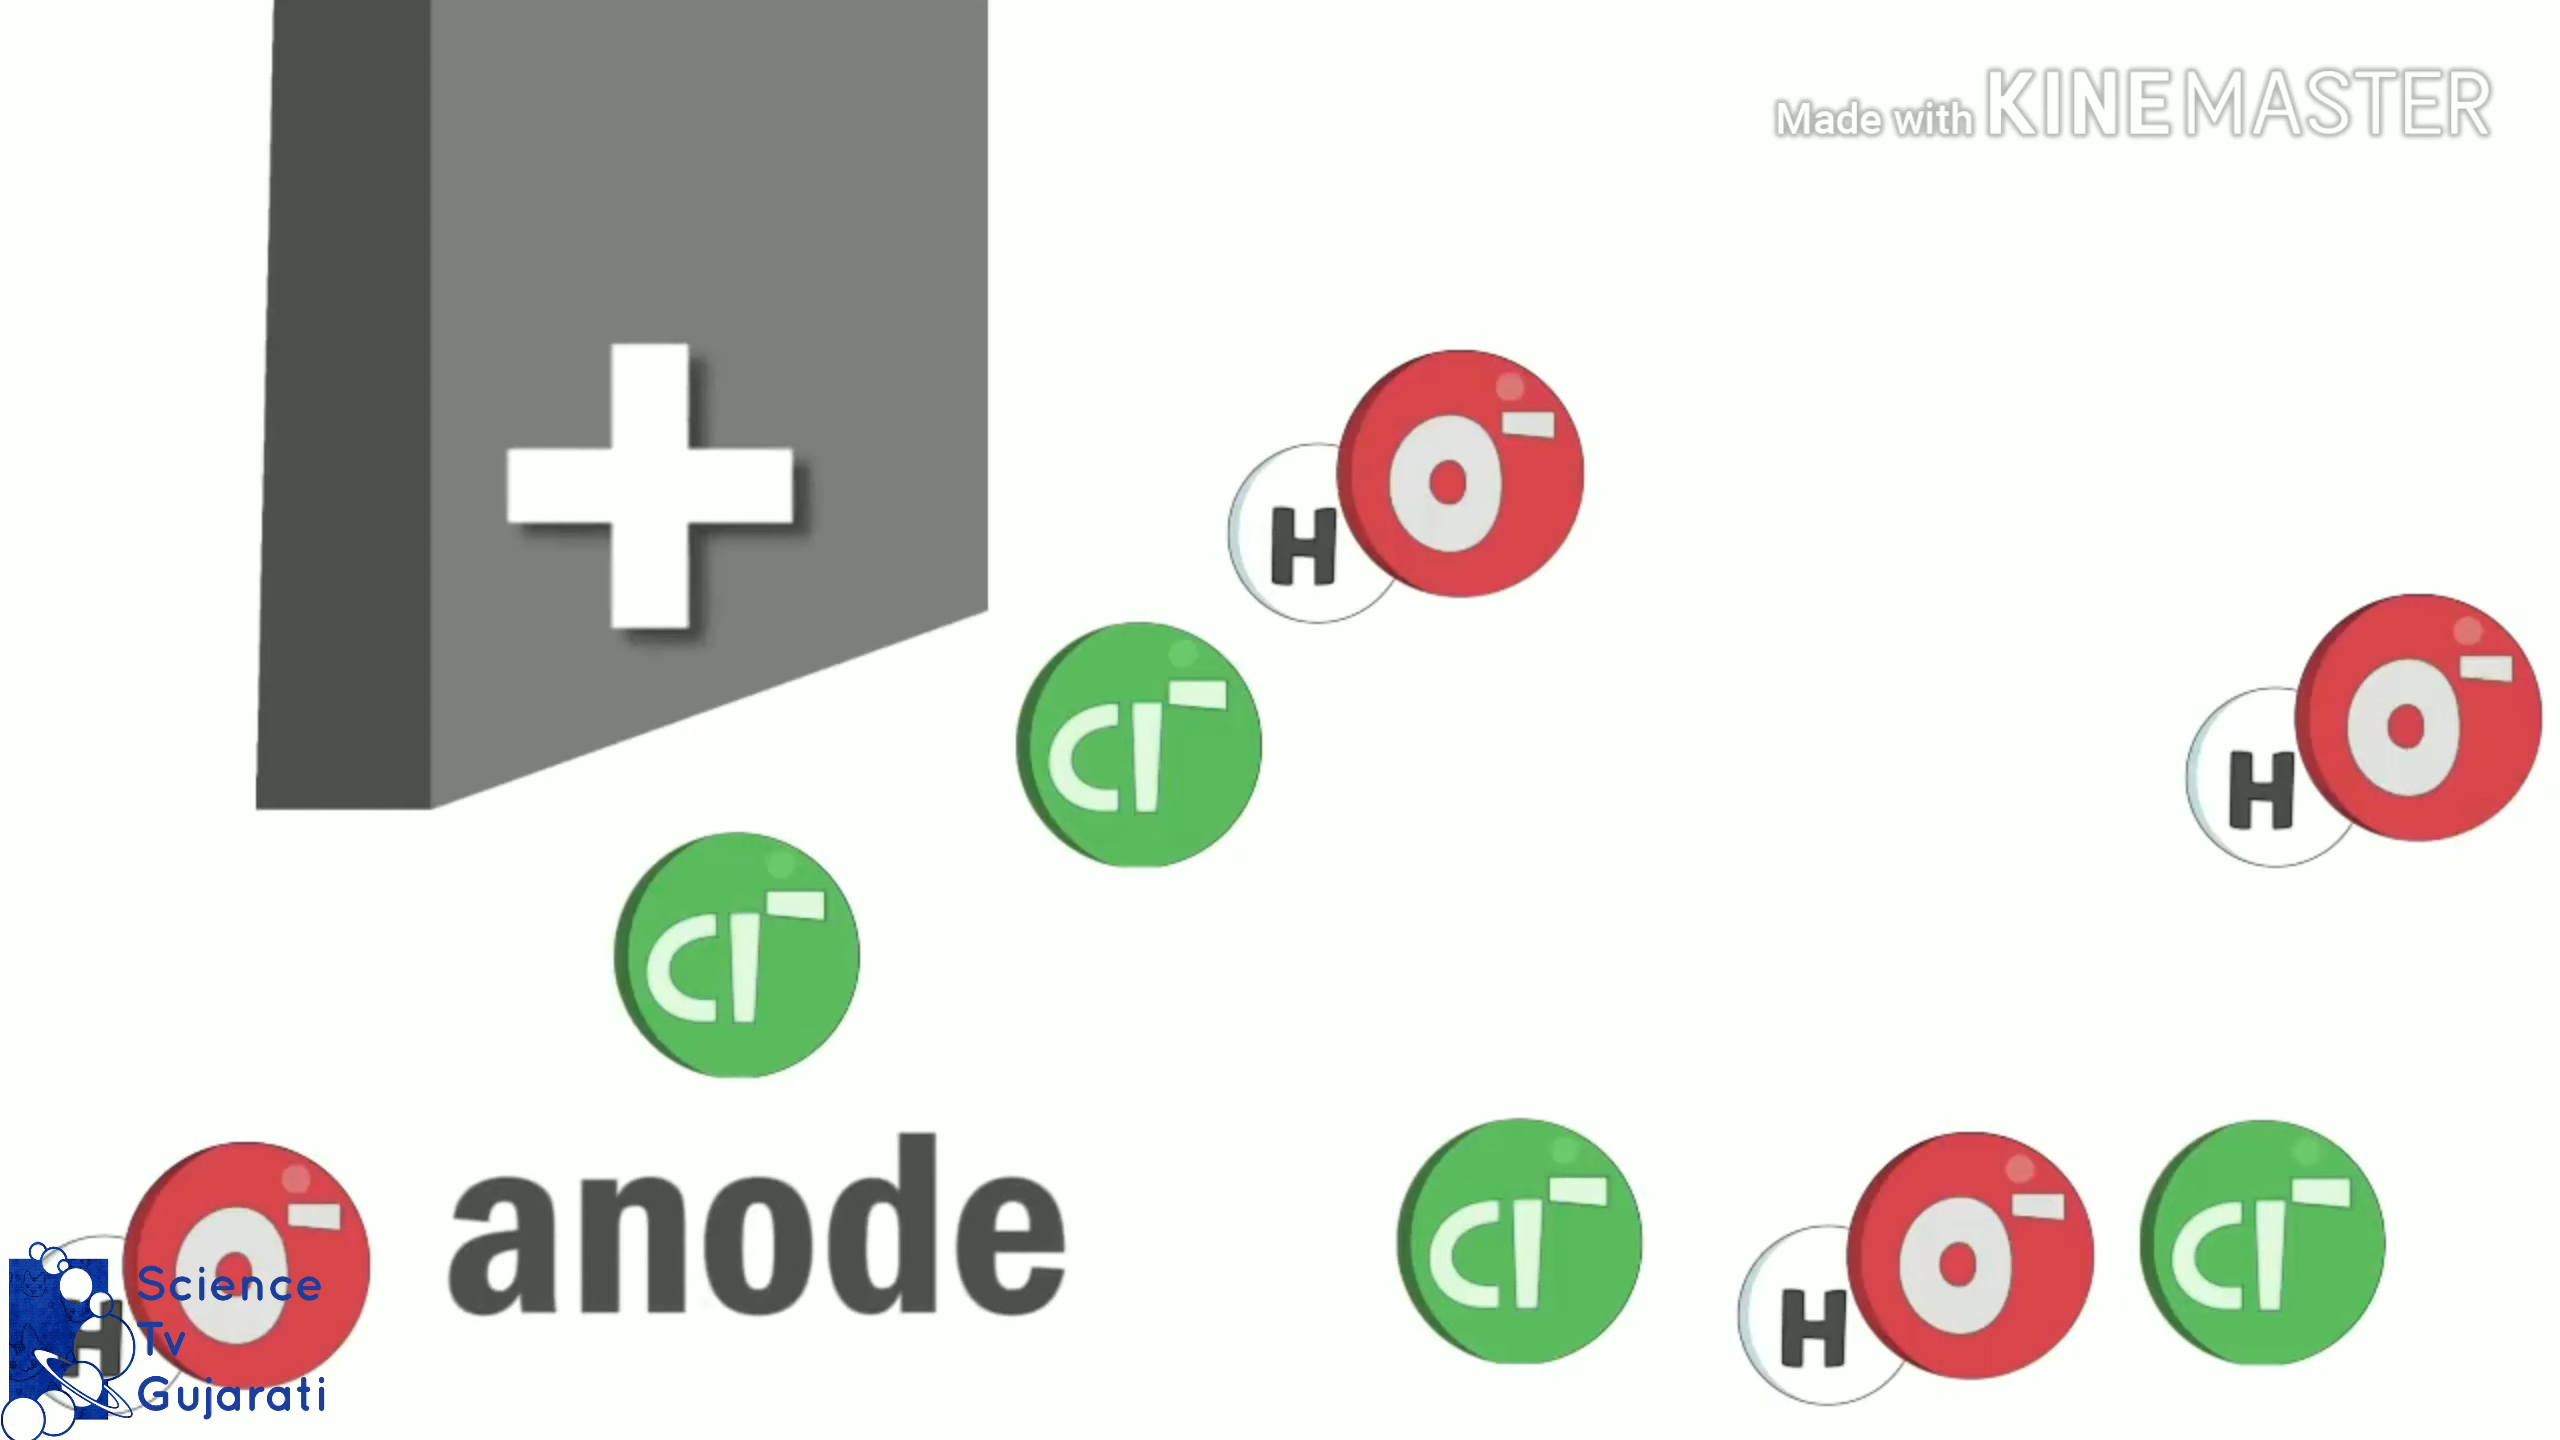 Made with KINEMASTER
+
H O-
H O-
Cl-
Cl-
anode
H O-
Cl-
H O-
Cl-
Science
Tv
Gujarati